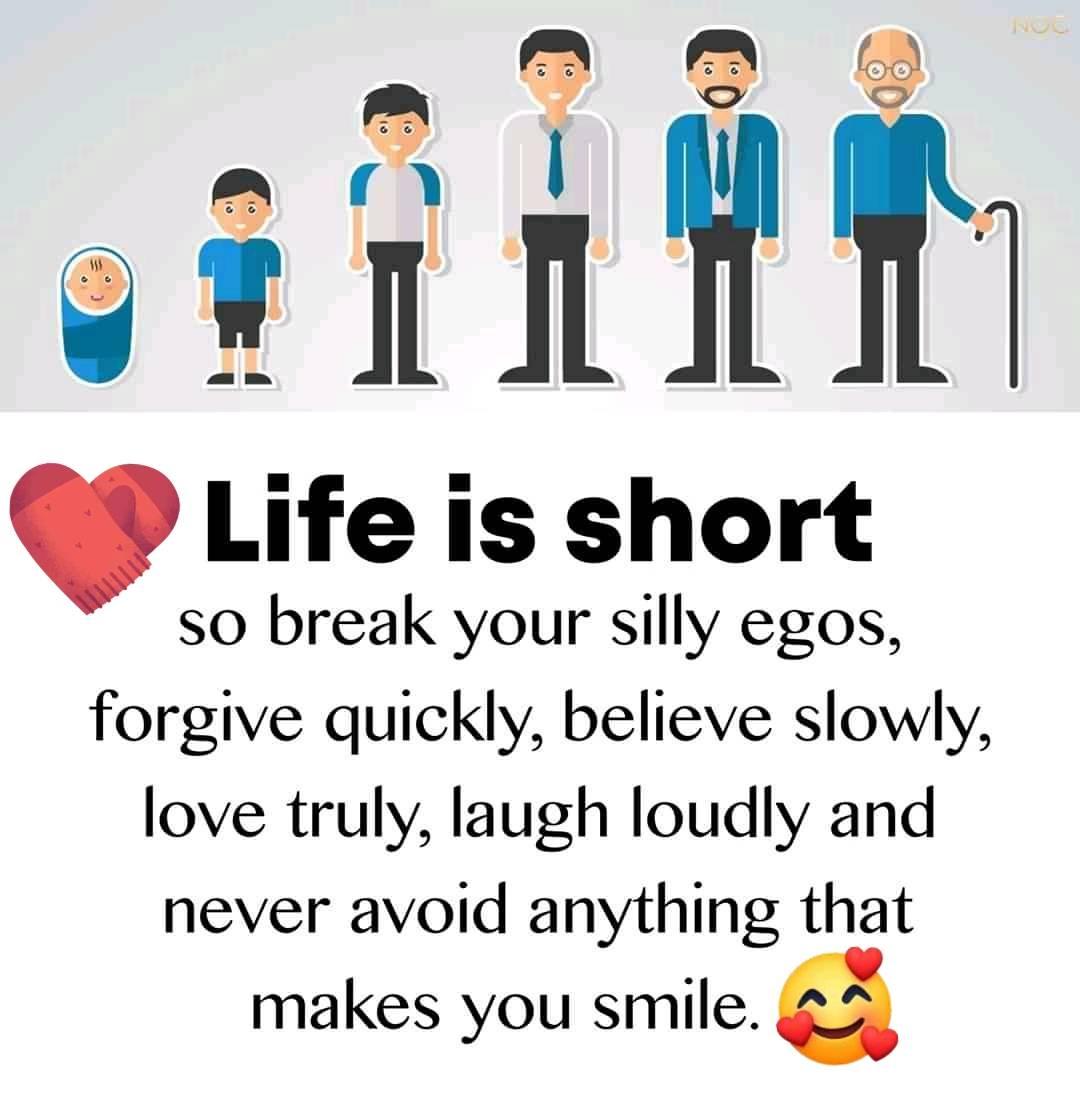 NOC
Life is short
so break your silly egos,
forgive quickly, believe slowly,
love truly, laugh loudly and
never avoid anything that
makes you smile.